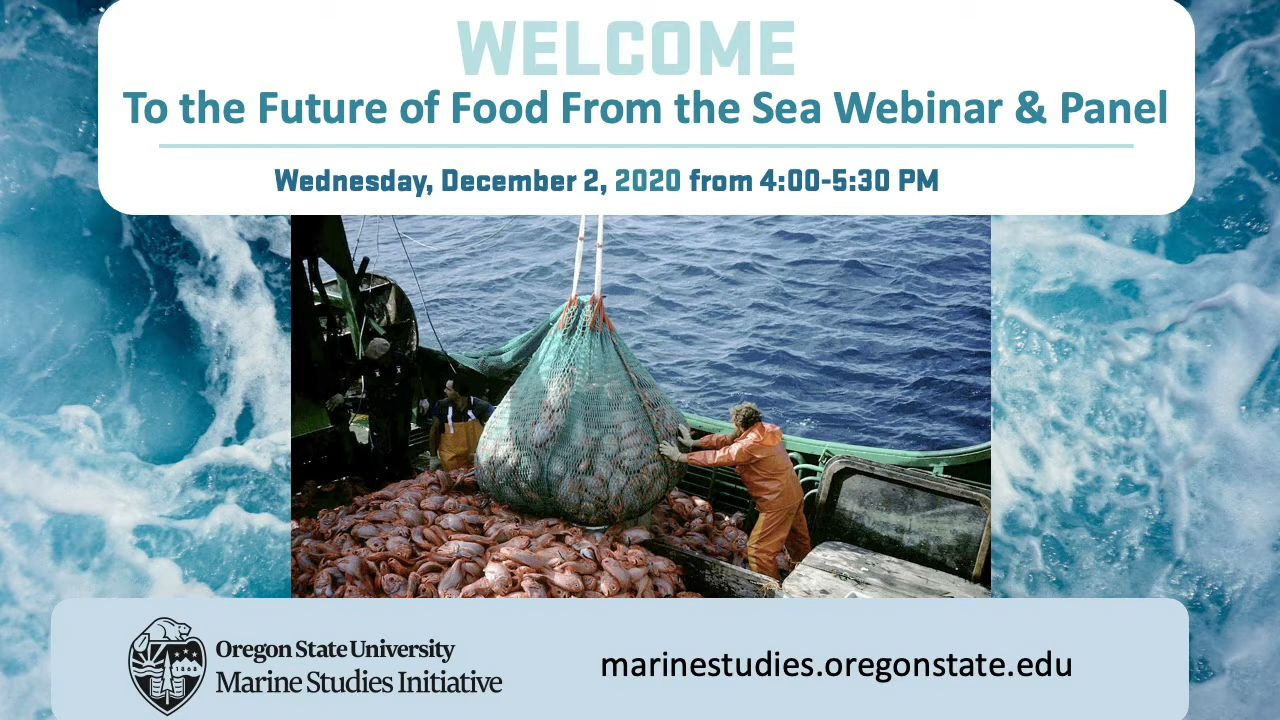 WELCOME
To the Future of Food From the Sea Webinar & Panel
Wednesday, December 2, 2020 from 4:00-5:30 PM
1868
Oregon State University
Marine Studies Initiative
marinestudies.oregonstate.edu